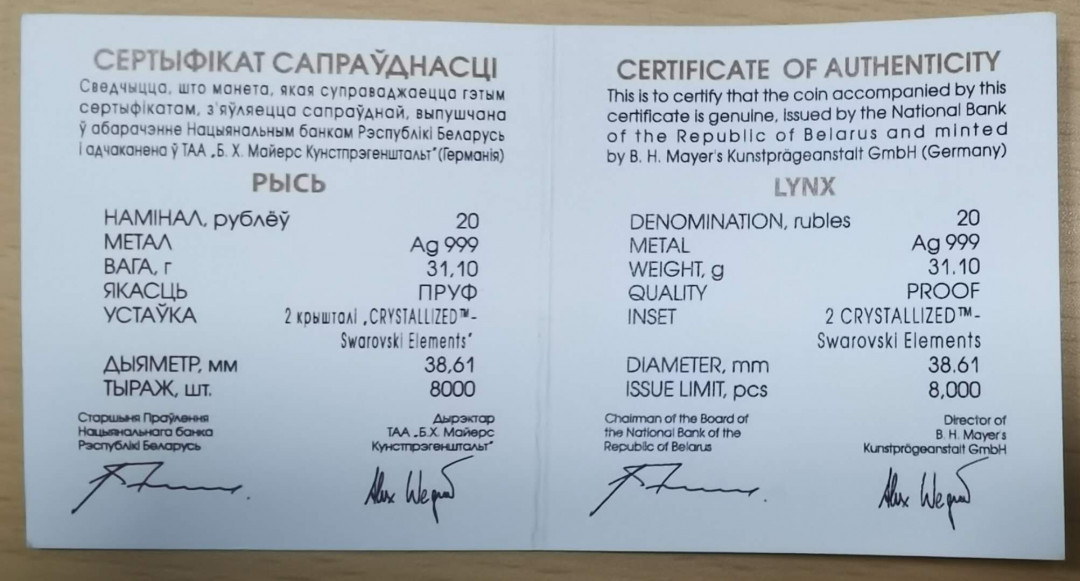 СЕРТЫФІКАТ САПРАЎДНАСЦІ
Сведчыцца, што манета, якая суправаджаецца гэтым
сертыфікатам, з'яўляецца сапраўднай, выпушчана
ў абарачэнне Нацыянальным банкам Рэспублікі Беларусь
і адчаканена ў ТАА „Б. Х. Майерс Кунстпрэгенштальт" (Германія)
РЫСЬ
НАМІНАЛ, рублёў 20
МЕТАЛ Ag 999
ВАГА, г 31,10
ЯКАСЦЬ ПРУФ
УСТАЎКА 2 крышталі „CRYSTALLIZED™-
Swarovski Elements"
ДЫЯМЕТР, мм 38,61
ТЫРАЖ, шт. 8000
Старшыня Праўлення
Нацыянальнага банка
Рэспублікі Беларусь
Дырэктар
ТАА „Б.Х. Майерс
Кунстпрэгенштальт"
Alex Wegner
CERTIFICATE OF AUTHENTICITY
This is to certify that the coin accompanied by this
certificate is genuine, issued by the National Bank
of the Republic of Belarus and minted
by B. H. Mayer's Kunstprägeanstalt GmbH (Germany)
LYNX
DENOMINATION, rubles 20
METAL Ag 999
WEIGHT, g 31.10
QUALITY PROOF
INSET 2 CRYSTALLIZED™-
Swarovski Elements
DIAMETER, mm 38.61
ISSUE LIMIT, pcs 8,000
Chairman of the Board of
the National Bank of the
Republic of Belarus
Director of
B. H. Mayer's
Kunstprägeanstalt GmbH
Alex Wegner